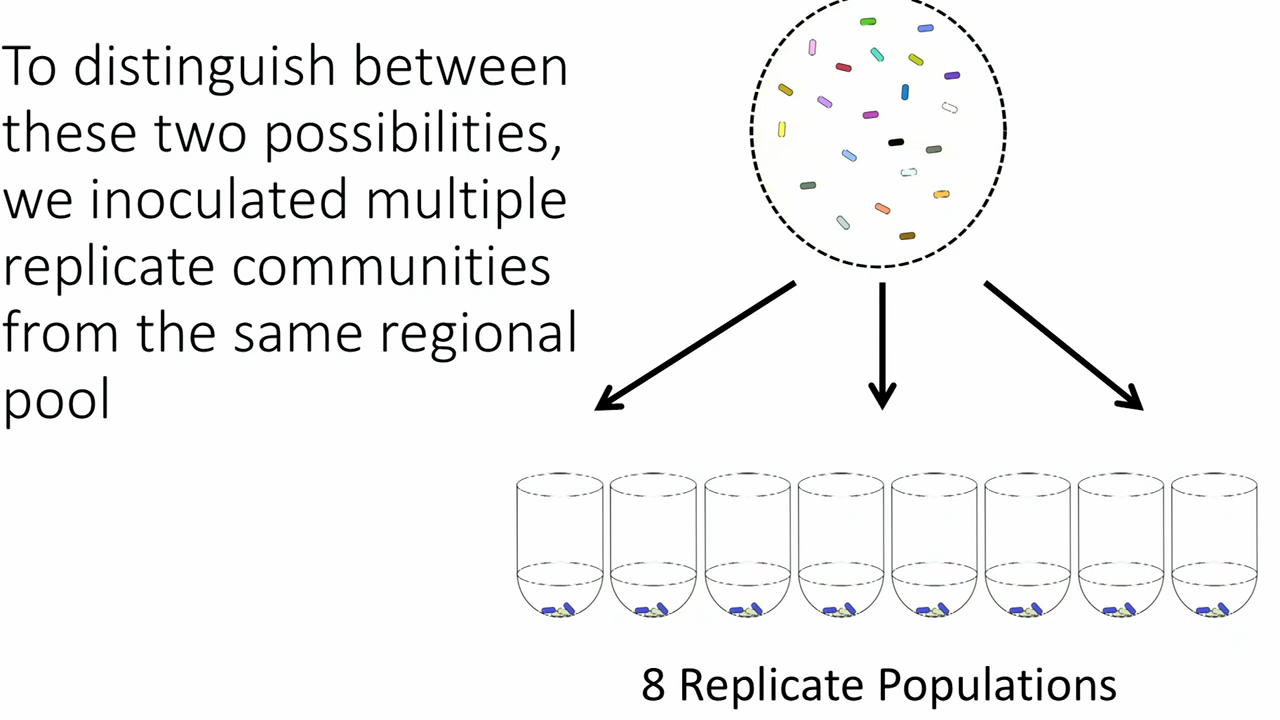 To distinguish between
these two possibilities,
we inoculated multiple
replicate communities
from the same regional
pool
8 Replicate Populations